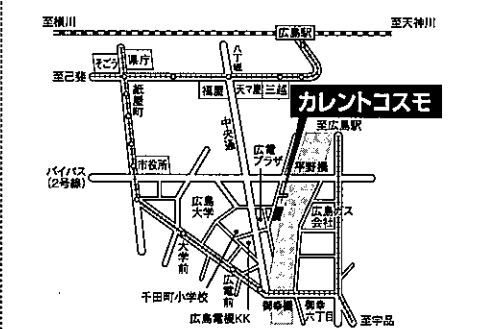 至横川
至天神川
広島駅
そごう
県庁
八丁堀
至己斐
紙屋町
福屋
天マ屋
三越
カレントコスモ
至広島駅
中央通
広電
プラザ
平野橋
市役所
バイパス
(2号線)
広島
大学
広島ガス
会社
大学前
広電前
千田町小学校
広島電機KK
御幸橋
御幸
六丁目
至宇品